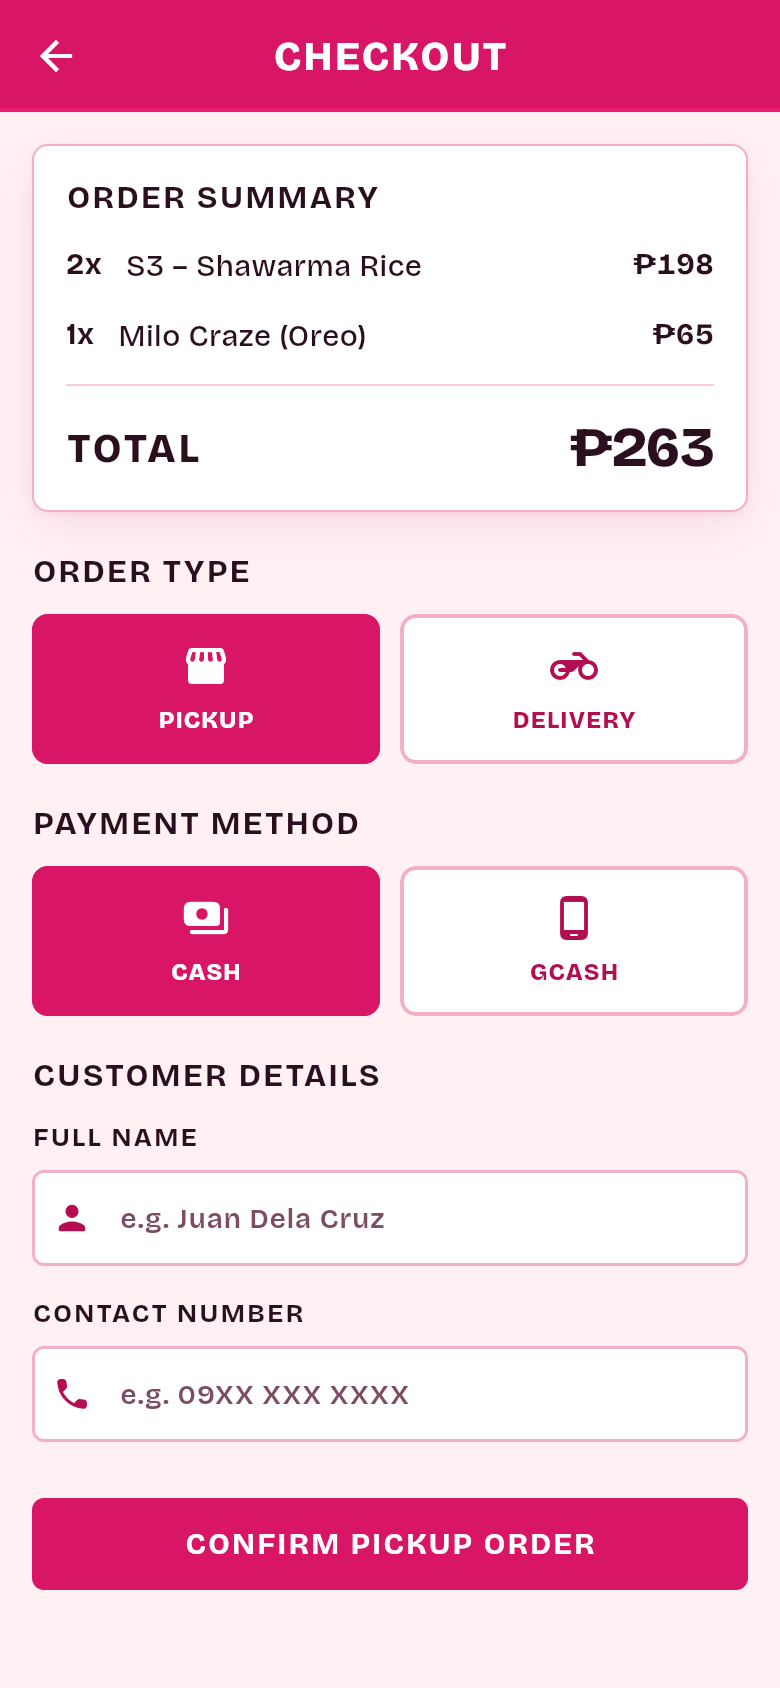 CHECKOUT
ORDER SUMMARY
2x S3 – Shawarma Rice ₱198
1x Milo Craze (Oreo) ₱65
TOTAL ₱263
ORDER TYPE
PICKUP DELIVERY
PAYMENT METHOD
CASH GCASH
CUSTOMER DETAILS
FULL NAME
e.g. Juan Dela Cruz
CONTACT NUMBER
e.g. 09XX XXX XXXX
CONFIRM PICKUP ORDER